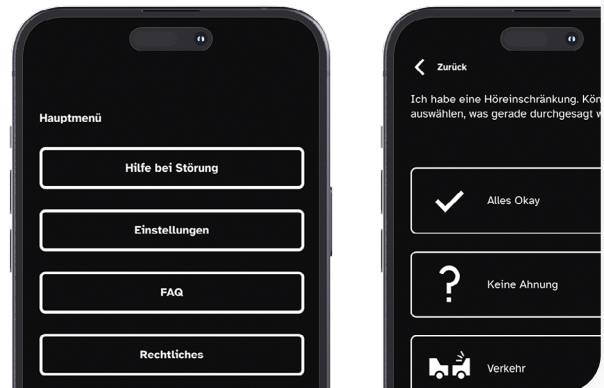 Hauptmenü
Hilfe bei Störung
Einstellungen
FAQ
Rechtliches
Zurück
Ich habe eine Höreinschränkung.
auswählen, was gerade durchgesagt
Alles Okay
Keine Ahnung
Verkehr